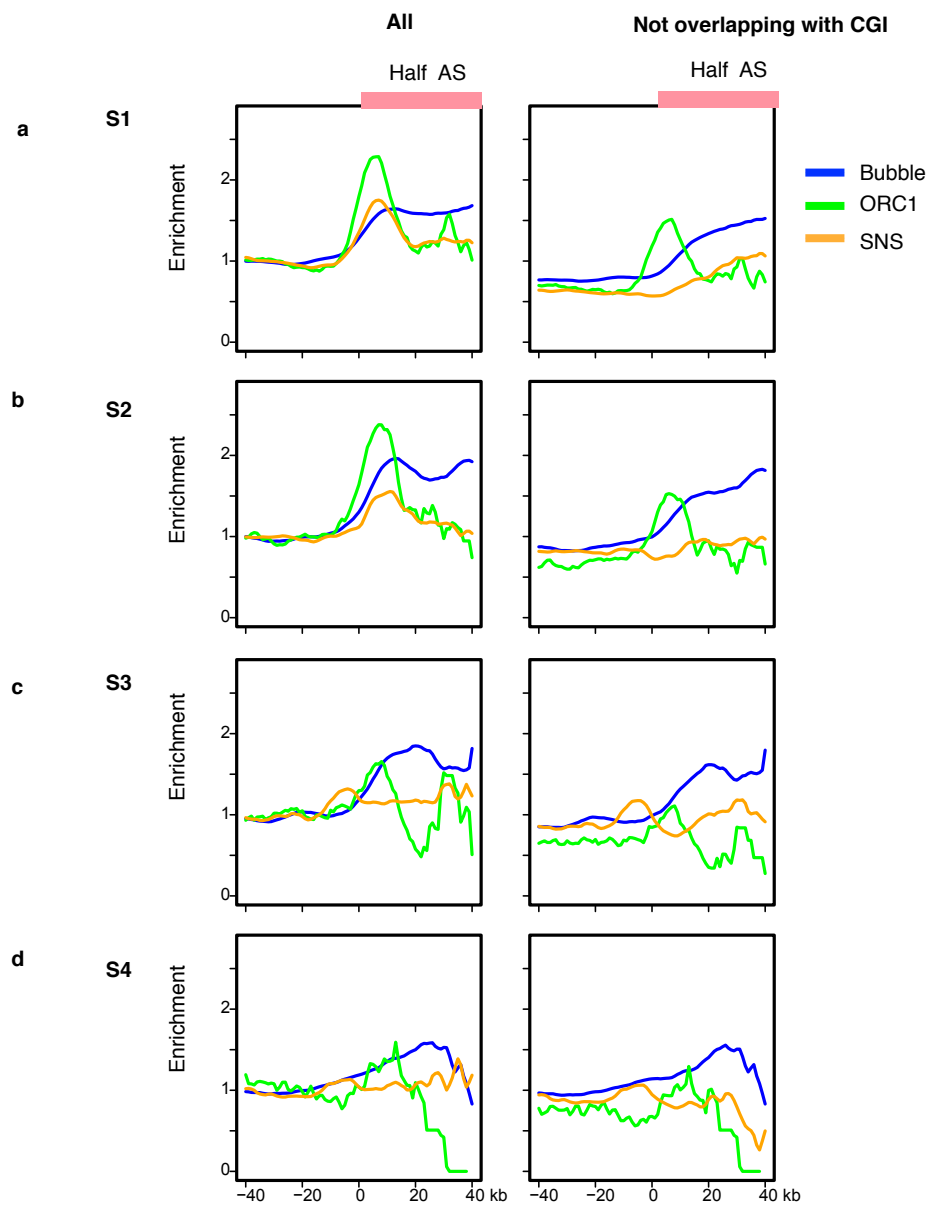 All
Not overlapping with CGI
Half AS
Half AS
a
S1
Enrichment
2
1
0
Bubble
ORC1
SNS
b
S2
Enrichment
2
1
0
c
S3
Enrichment
2
1
0
d
S4
Enrichment
2
1
0
−40 −20 0 20 40 kb
−40 −20 0 20 40 kb